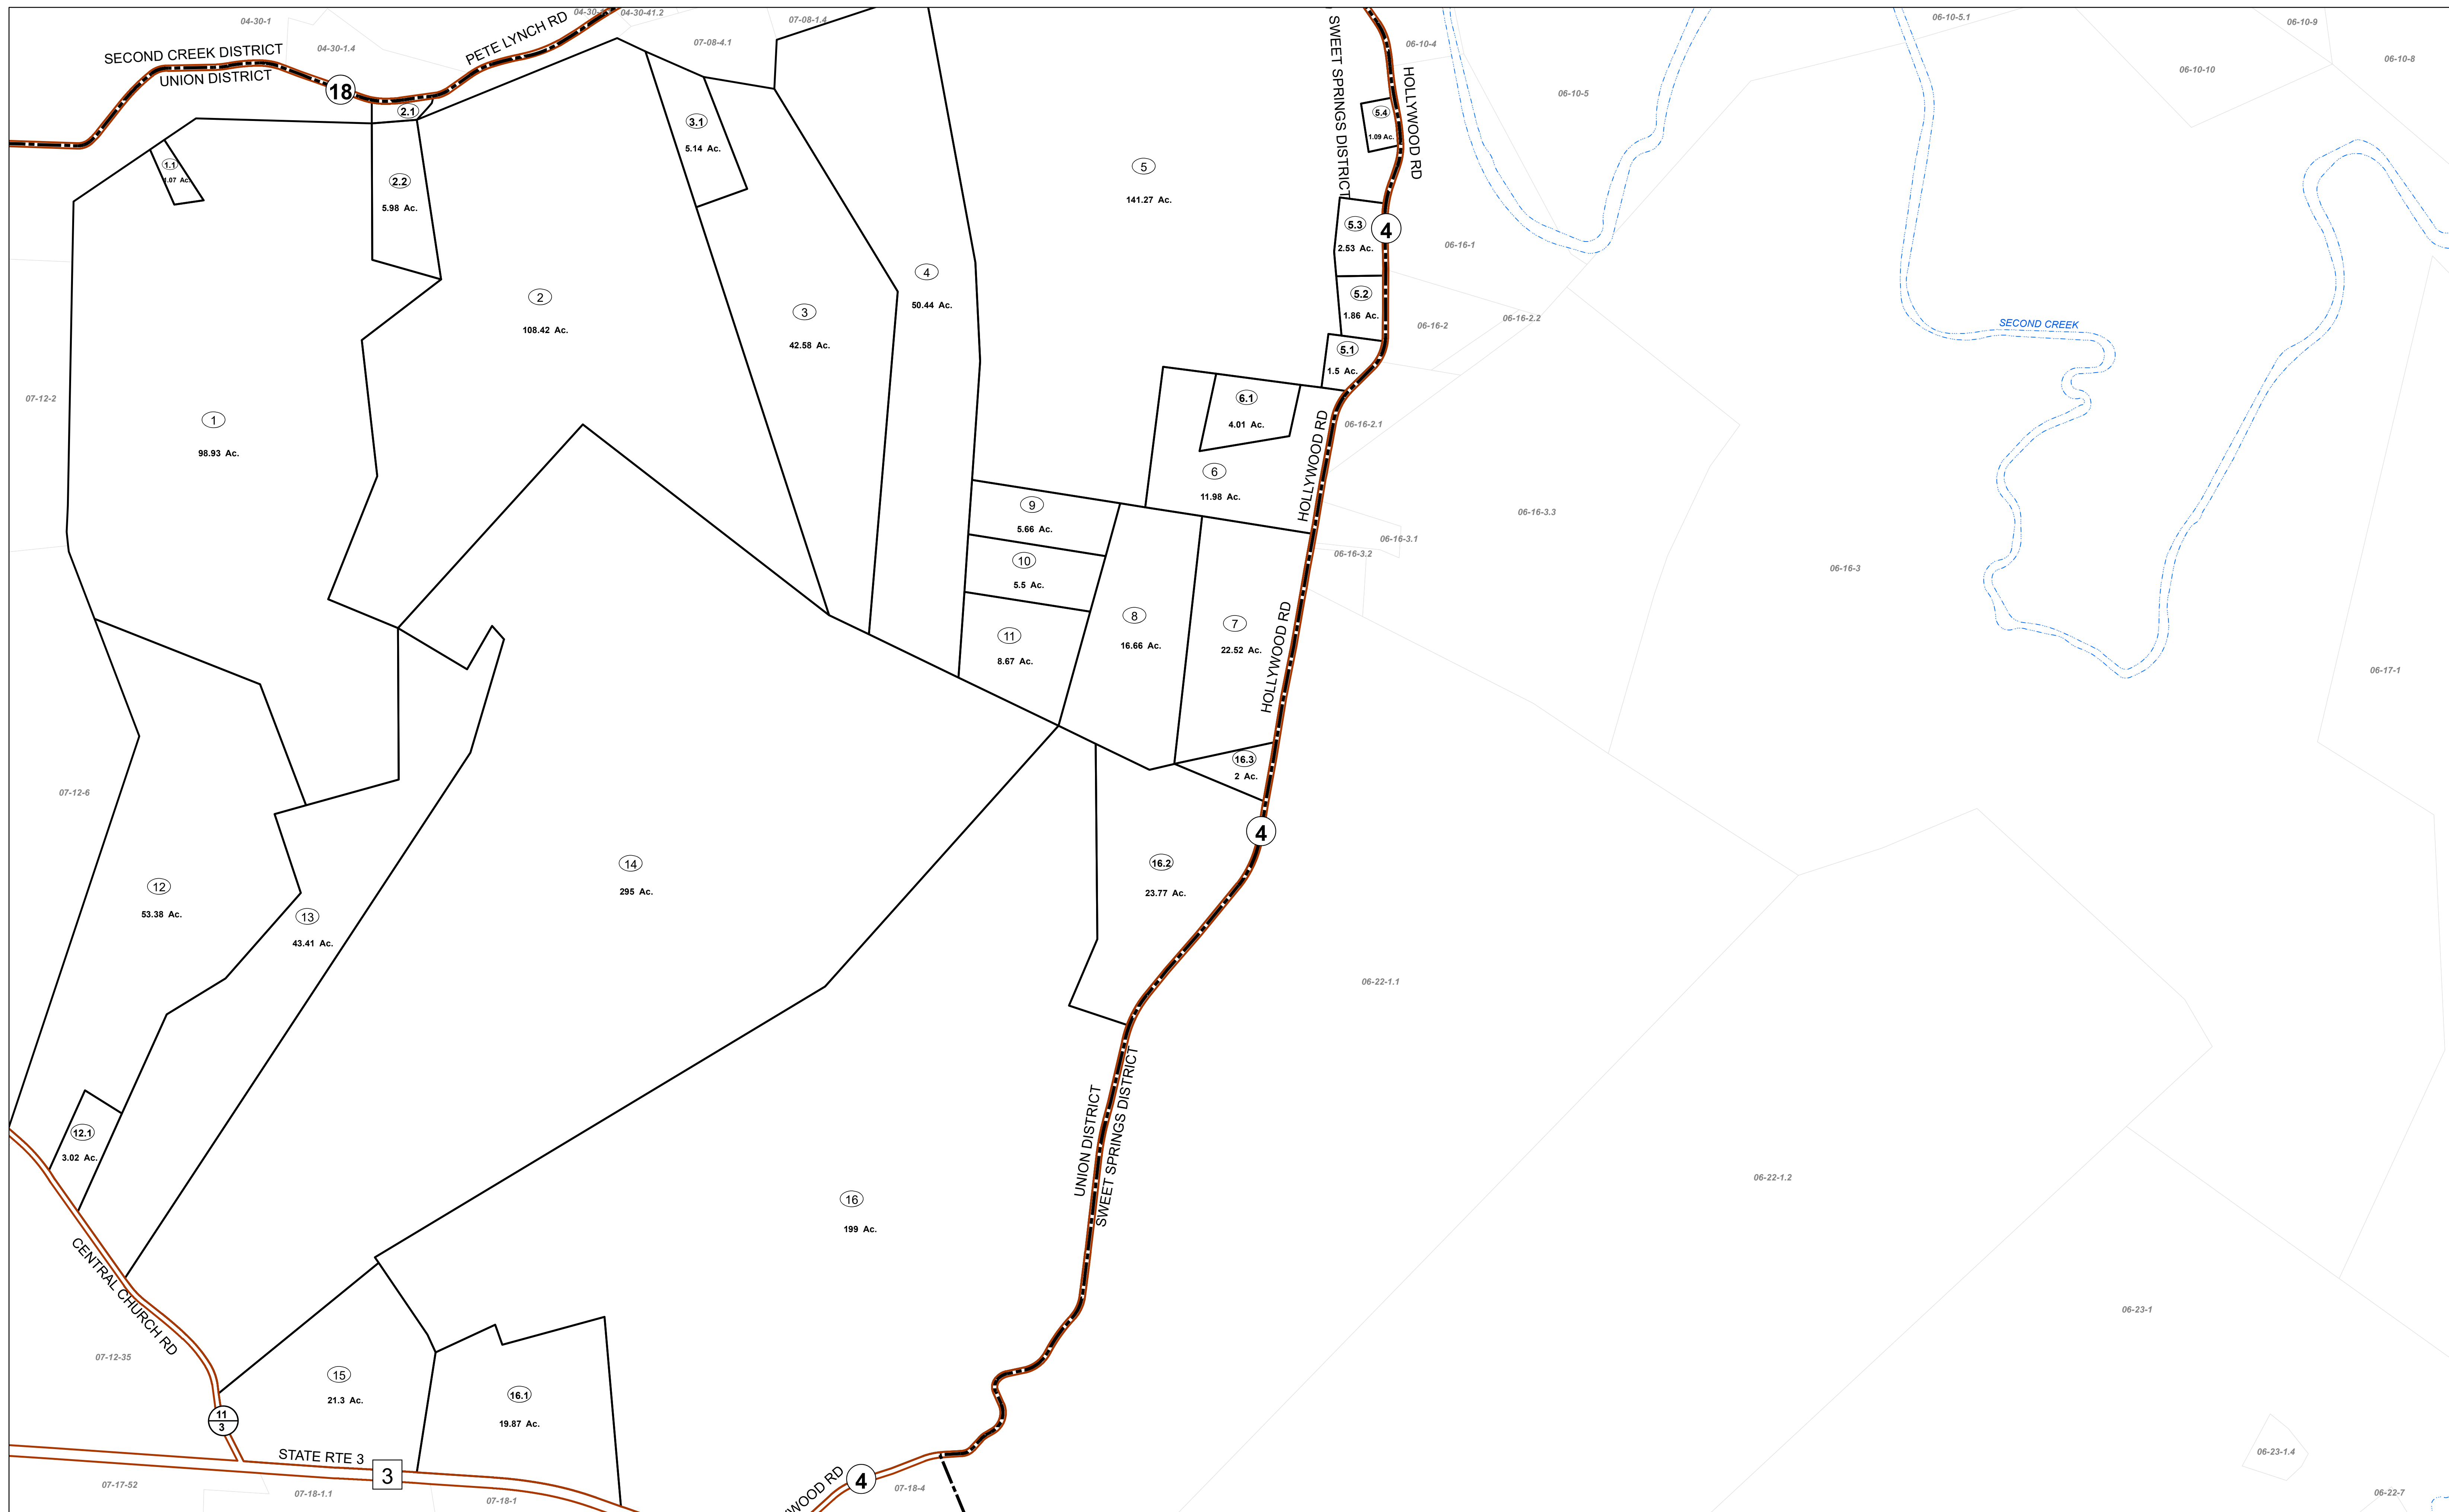 04-30-1
04-30-41.2
07-08-1.4
06-10-5.1
06-10-9
SECOND CREEK DISTRICT
04-30-1.4
PETE LYNCH RD
07-08-4.1
06-10-4
06-10-8
UNION DISTRICT
18
SWEET SPRINGS DISTRICT
HOLLYWOOD RD
06-10-10
06-10-5
2.1
3.1
5.14 Ac.
5.4
1.09 Ac.
1.1
1.07 Ac.
2.2
5.98 Ac.
5
141.27 Ac.
5.3
2.53 Ac.
4
06-16-1
4
50.44 Ac.
2
108.42 Ac.
3
42.58 Ac.
5.2
1.86 Ac.
06-16-2
06-16-2.2
SECOND CREEK
5.1
1.5 Ac.
07-12-2
1
98.93 Ac.
6.1
4.01 Ac.
06-16-2.1
HOLLYWOOD RD
6
11.98 Ac.
9
5.66 Ac.
06-16-3.3
06-16-3.1
06-16-3.2
10
5.5 Ac.
06-16-3
8
16.66 Ac.
7
22.52 Ac.
HOLLYWOOD RD
11
8.67 Ac.
06-17-1
16.3
2 Ac.
07-12-6
4
14
295 Ac.
16.2
23.77 Ac.
12
53.38 Ac.
13
43.41 Ac.
06-22-1.1
12.1
3.02 Ac.
UNION DISTRICT
SWEET SPRINGS DISTRICT
06-22-1.2
16
199 Ac.
CENTRAL CHURCH RD
06-23-1
07-12-35
15
21.3 Ac.
16.1
19.87 Ac.
11
3
STATE RTE 3
3
06-23-1.4
07-17-52
07-18-1.1
07-18-1
WOOD RD
4
07-18-4
06-22-7